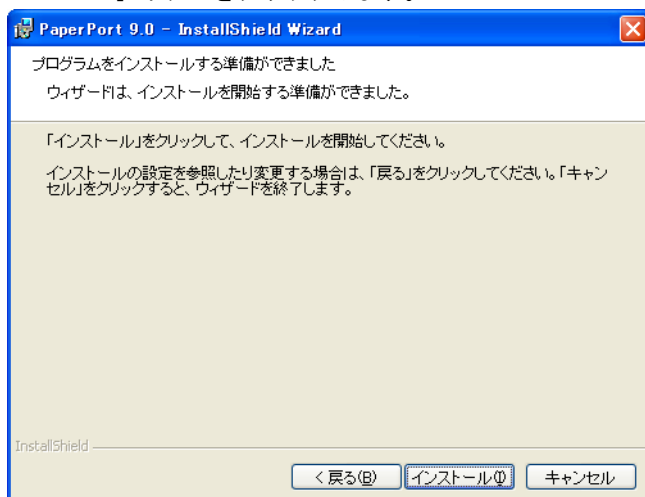 PaperPort 9.0 - InstallShield Wizard
プログラムをインストールする準備ができました
ウィザードは、インストールを開始する準備ができました。
「インストール」をクリックして、インストールを開始してください。
インストールの設定を参照したり変更する場合は、「戻る」をクリックしてください。「キャン
セル」をクリックすると、ウィザードを終了します。
InstallShield
< 戻る(B) インストール(I) キャンセル